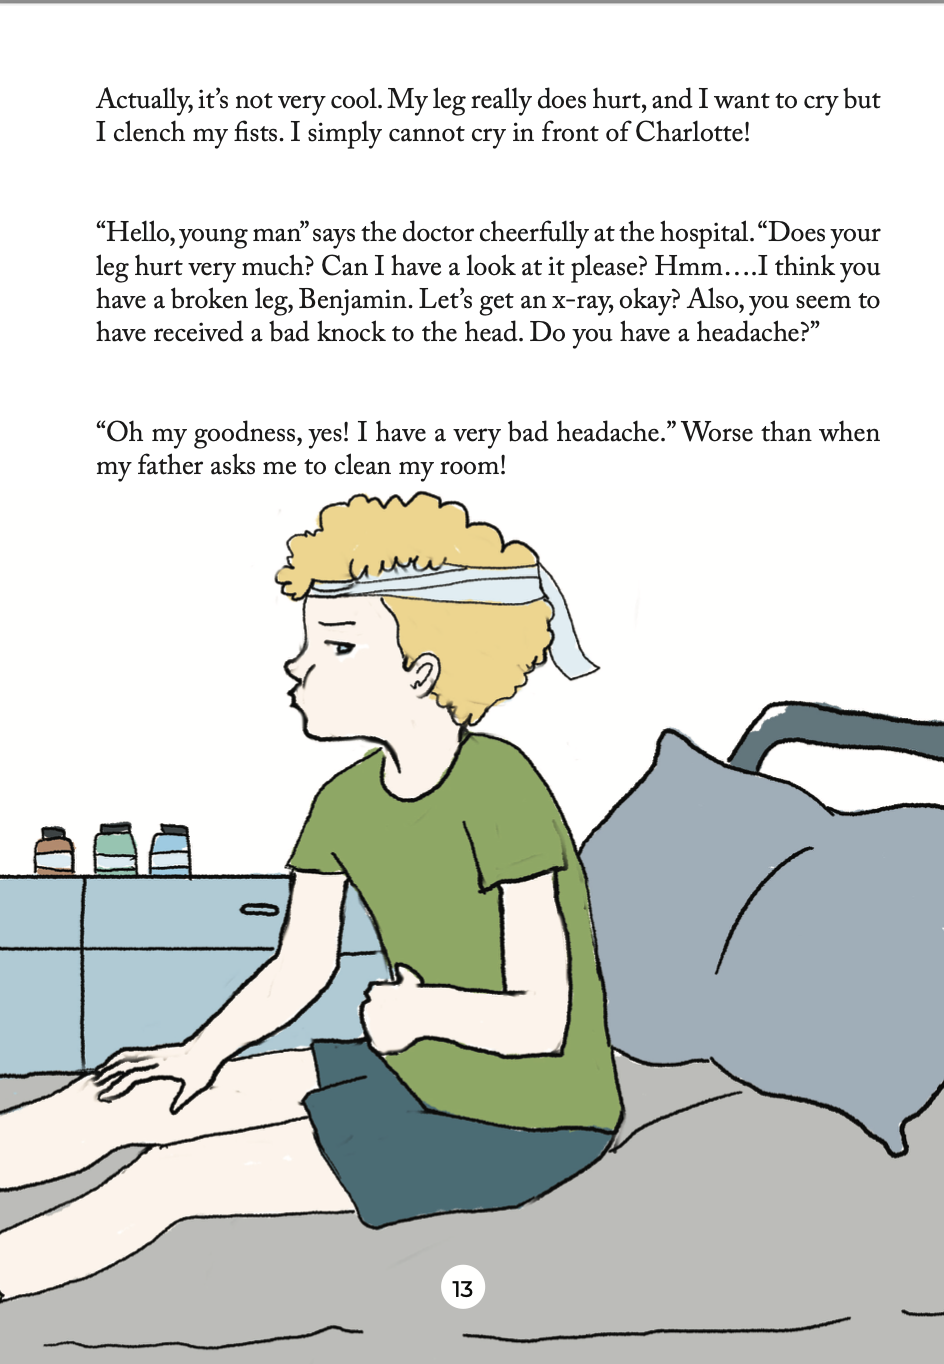 Actually, it’s not very cool. My leg really does hurt, and I want to cry but
I clench my fists. I simply cannot cry in front of Charlotte!
“Hello, young man” says the doctor cheerfully at the hospital. “Does your
leg hurt very much? Can I have a look at it please? Hmm….I think you
have a broken leg, Benjamin. Let’s get an x-ray, okay? Also, you seem to
have received a bad knock to the head. Do you have a headache?”
“Oh my goodness, yes! I have a very bad headache.” Worse than when
my father asks me to clean my room!
13